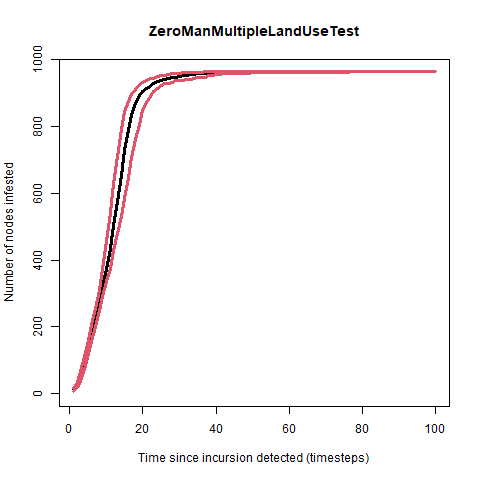 ZeroManMultipleLandUseTest
Number of nodes infested
1000
800
600
400
200
0
0 20 40 60 80 100
Time since incursion detected (timesteps)